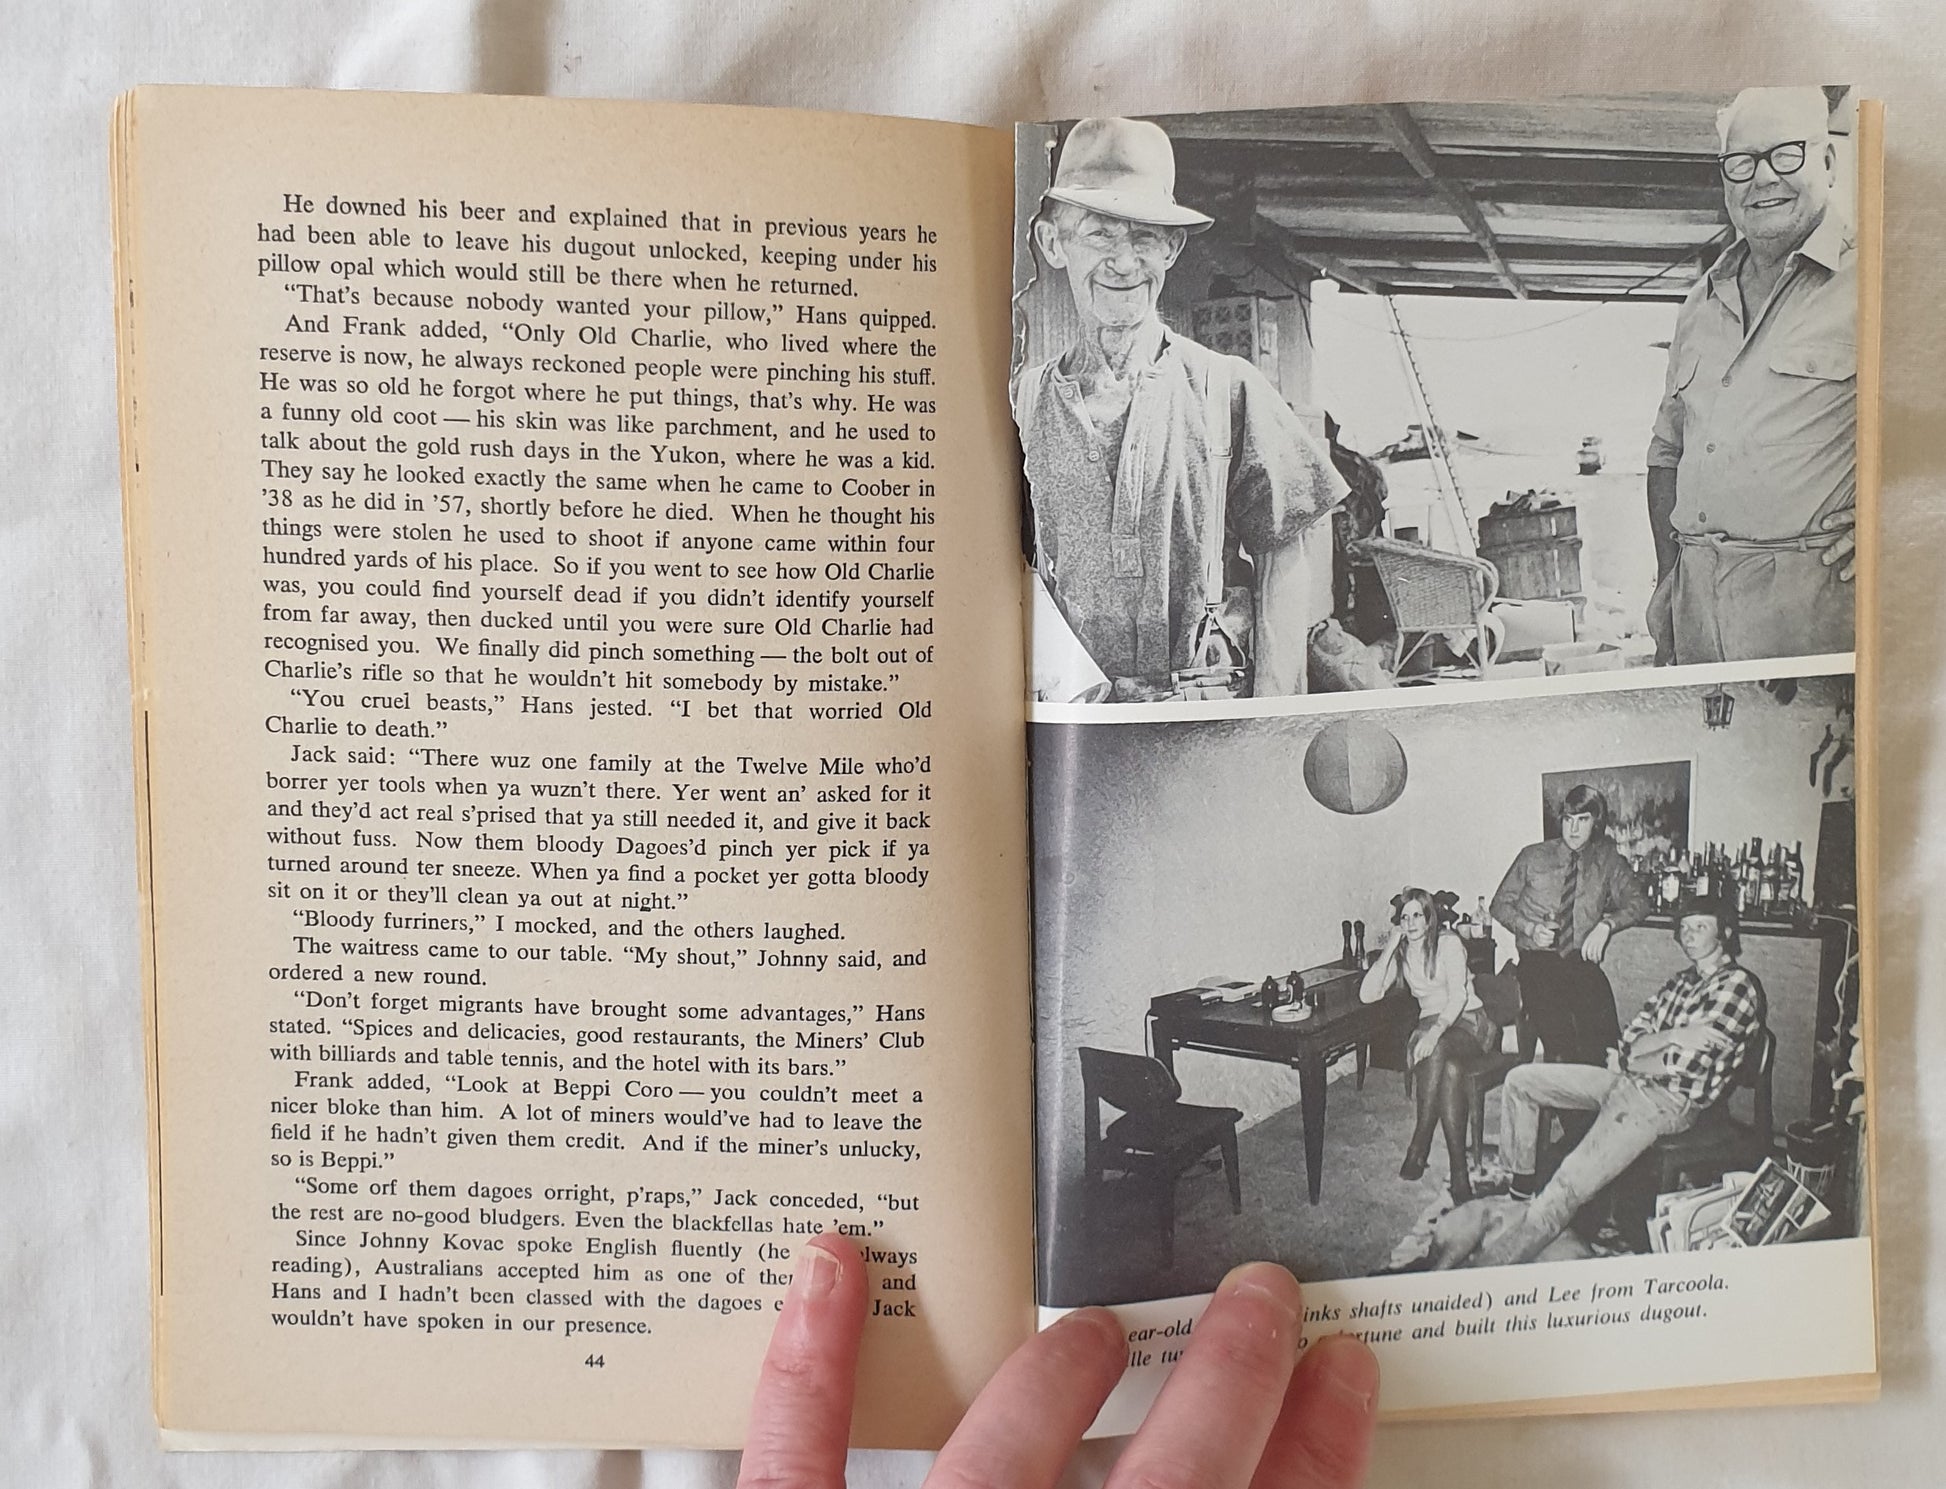 He downed his beer and explained that in previous years he
had been able to leave his dugout unlocked, keeping under his
pillow opal which would still be there when he returned.
“That’s because nobody wanted your pillow,” Hans quipped.
And Frank added, “Only Old Charlie, who lived where the
reserve is now, he always reckoned people were pinching his stuff.
He was so old he forgot where he put things, that’s why. He was
a funny old coot — his skin was like parchment, and he used to
talk about the gold rush days in the Yukon, where he was a kid.
They say he looked exactly the same when he came to Coober in
’38 as he did in ’57, shortly before he died. When he thought his
things were stolen he used to shoot if anyone came within four
hundred yards of his place. So if you went to see how Old Charlie
was, you could find yourself dead if you didn’t identify yourself
from far away, then ducked until you were sure Old Charlie had
recognised you. We finally did pinch something — the bolt out of
Charlie’s rifle so that he wouldn’t hit somebody by mistake.”
“You cruel beasts,” Hans jested. “I bet that worried Old
Charlie to death.”
Jack said: “There wuz one family at the Twelve Mile who’d
borrer yer tools when ya wuzn’t there. Yer went an’ asked for it
and they’d act real s’prised that ya still needed it, and give it back
without fuss. Now them bloody Dagoes’d pinch yer pick if ya
turned around ter sneeze. When ya find a pocket yer gotta bloody
sit on it or they’ll clean ya out at night.”
“Bloody furriners,” I mocked, and the others laughed.
The waitress came to our table. “My shout,” Johnny said, and
ordered a new round.
“Don’t forget migrants have brought some advantages,” Hans
stated. “Spices and delicacies, good restaurants, the Miners’ Club
with billiards and table tennis, and the hotel with its bars.”
Frank added, “Look at Beppi Coro — you couldn’t meet a
nicer bloke than him. A lot of miners would’ve had to leave the
field if he hadn’t given them credit. And if the miner’s unlucky,
so is Beppi.”
“Some orf them dagoes orright, p’raps,” Jack conceded, “but
the rest are no-good bludgers. Even the blackfellas hate ’em.”
Since Johnny Kovac spoke English fluently (he always
reading), Australians accepted him as one of and
Hans and I hadn’t been classed with the dagoes Jack
wouldn’t have spoken in our presence.
44
shafts unaided) and Lee from Tarcoola.
and built this luxurious dugout.